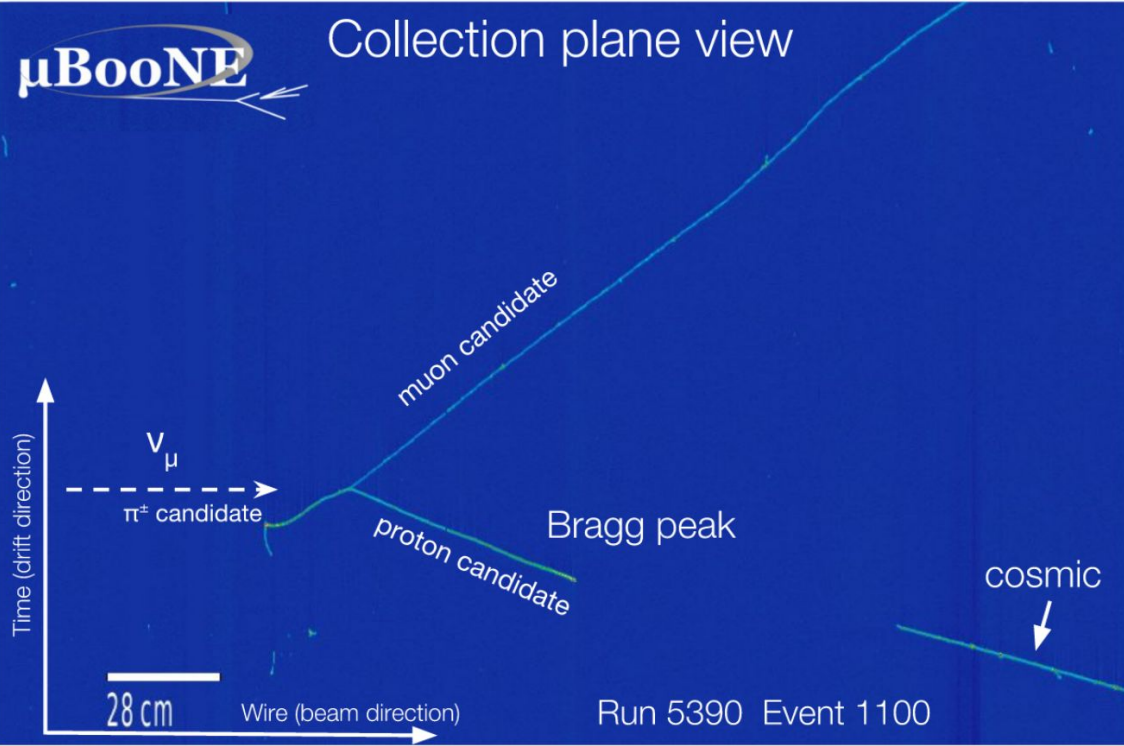 µBooNE
Collection plane view
muon candidate
νμ
π± candidate
proton candidate
Bragg peak
cosmic
Time (drift direction)
28 cm
Wire (beam direction)
Run 5390 Event 1100